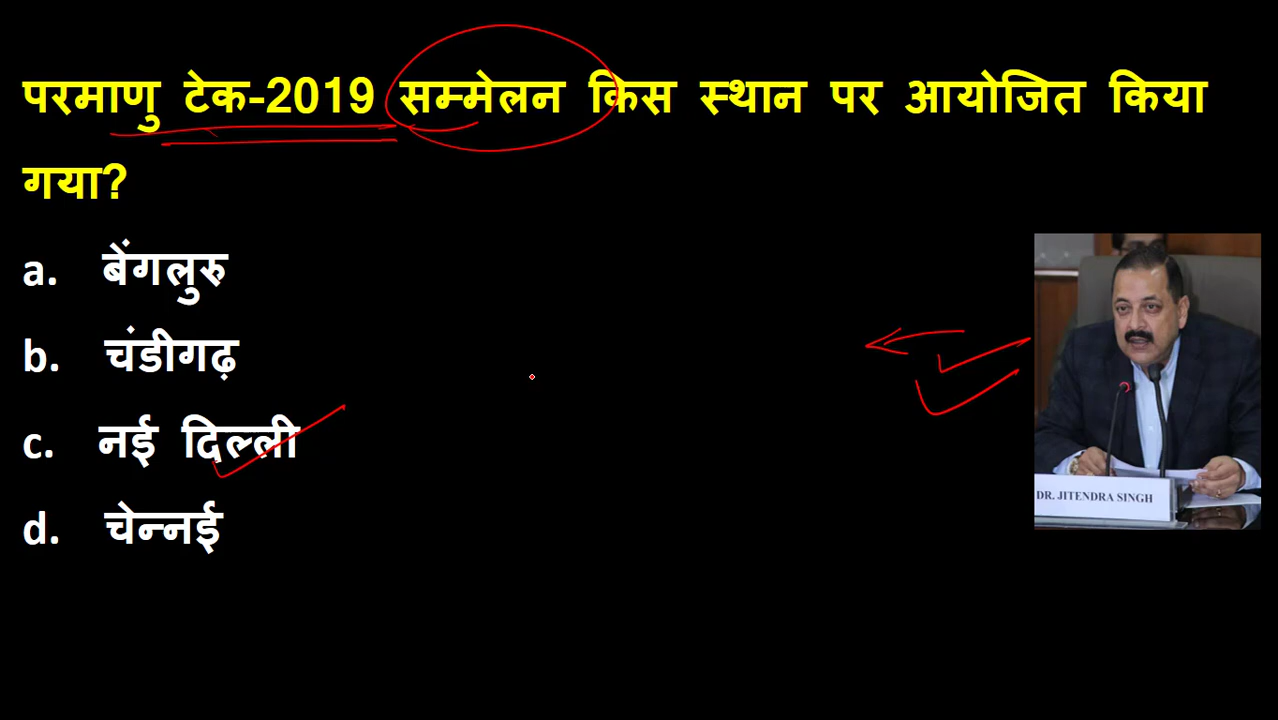 परमाणु टेक-2019 सम्मेलन किस स्थान पर आयोजित किया
गया?
a. बेंगलुरु
b. चंडीगढ़
c. नई दिल्ली
d. चेन्नई
DR. JITENDRA SINGH